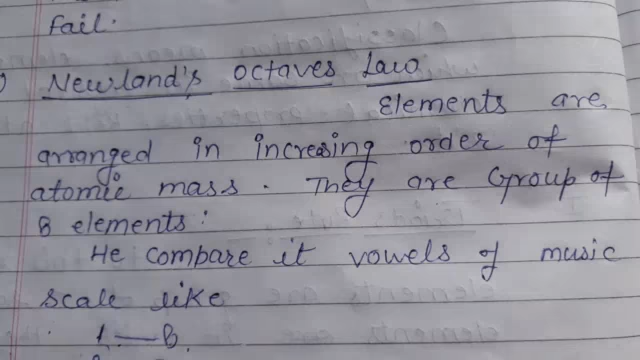 fail.
Newland's octaves Law
Elements are
arranged in incresing order of
atomic mass. They are Group of
8 elements:
He compare it vowels of music
scale like
1 — 8.